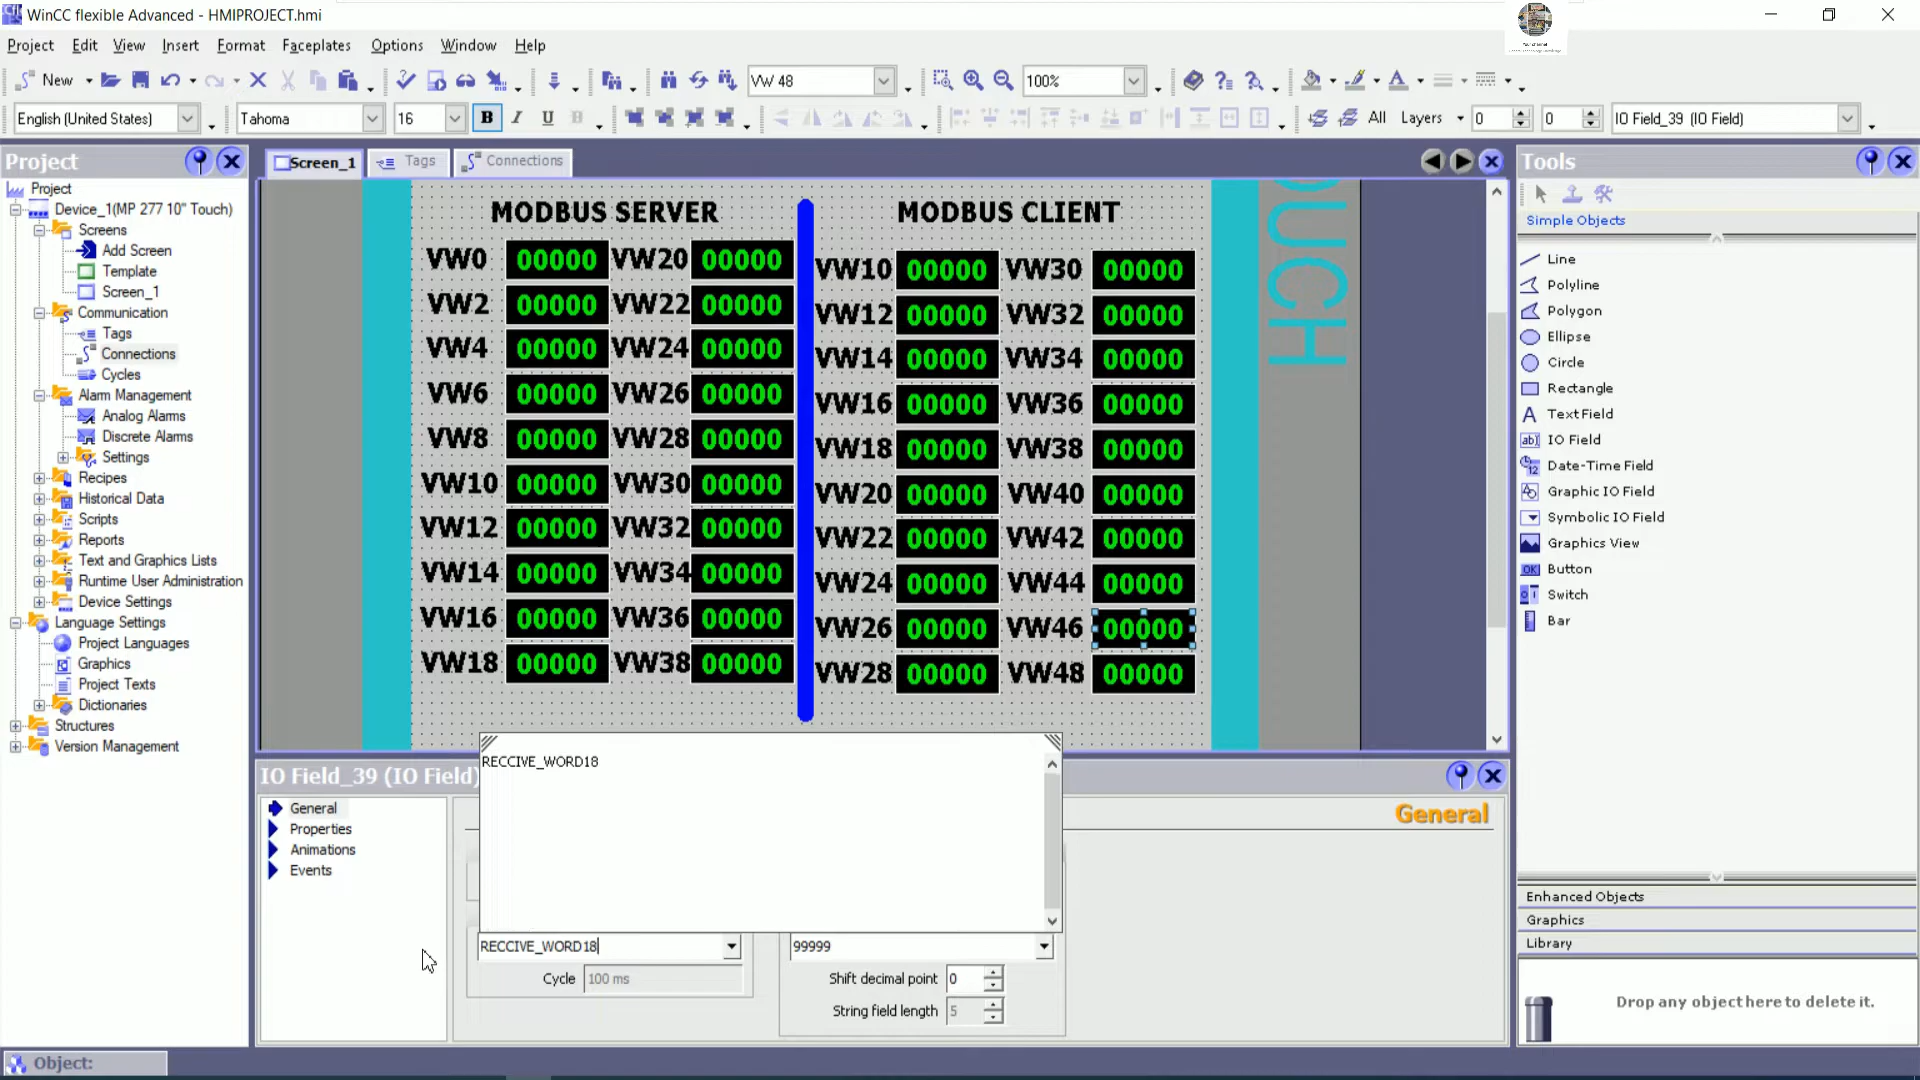 WinCC flexible Advanced - HMIPROJECT.hmi
Project Edit View Insert Format Faceplates Options Window Help
New VW 48 100%
English (United States) Tahoma 16 B I U B All Layers 0 0 IO Field_39 (IO Field)
Project
Project
Device_1(MP 277 10" Touch)
Screens
Add Screen
Template
Screen_1
Communication
Tags
Connections
Cycles
Alarm Management
Analog Alarms
Discrete Alarms
Settings
Recipes
Historical Data
Scripts
Reports
Text and Graphics Lists
Runtime User Administration
Device Settings
Language Settings
Project Languages
Graphics
Project Texts
Dictionaries
Structures
Version Management
Screen_1 Tags Connections
MODBUS SERVER MODBUS CLIENT
VW0 00000 VW20 00000
VW2 00000 VW22 00000
VW4 00000 VW24 00000
VW6 00000 VW26 00000
VW8 00000 VW28 00000
VW10 00000 VW30 00000
VW12 00000 VW32 00000
VW14 00000 VW34 00000
VW16 00000 VW36 00000
VW18 00000 VW38 00000
VW10 00000 VW30 00000
VW12 00000 VW32 00000
VW14 00000 VW34 00000
VW16 00000 VW36 00000
VW18 00000 VW38 00000
VW20 00000 VW40 00000
VW22 00000 VW42 00000
VW24 00000 VW44 00000
VW26 00000 VW46 00000
VW28 00000 VW48 00000
OUCH
IO Field_39 (IO Field)
General
Properties
Animations
Events
General
RECCIVE_WORD18
RECCIVE_WORD18
Cycle 100 ms
99999
Shift decimal point 0
String field length 5
Tools
Simple Objects
Line
Polyline
Polygon
Ellipse
Circle
Rectangle
Text Field
IO Field
Date-Time Field
Graphic IO Field
Symbolic IO Field
Graphics View
OK Button
Switch
Bar
Enhanced Objects
Graphics
Library
Drop any object here to delete it.
Object: